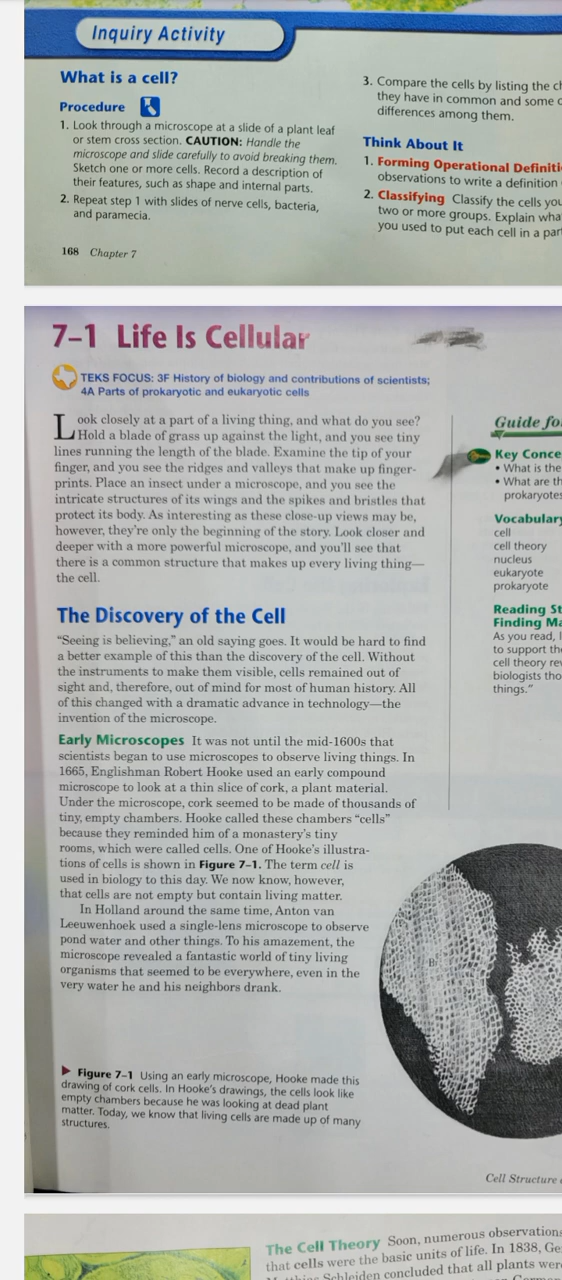 Inquiry Activity
What is a cell?
Procedure
1. Look through a microscope at a slide of a plant leaf
or stem cross section. CAUTION: Handle the
microscope and slide carefully to avoid breaking them.
Sketch one or more cells. Record a description of
their features, such as shape and internal parts.
2. Repeat step 1 with slides of nerve cells, bacteria,
and paramecia.
3. Compare the cells by listing the
they have in common and some
differences among them.
Think About It
1. Forming Operational
observations to write a definition
2. Classifying Classify the cells
two or more groups. Explain
you used to put each cell in a
168 Chapter 7
7–1 Life Is Cellular
TEKS FOCUS: 3F History of biology and contributions of scientists;
4A Parts of prokaryotic and eukaryotic cells
Look closely at a part of a living thing, and what do you see?
Hold a blade of grass up against the light, and you see tiny
lines running the length of the blade. Examine the tip of your
finger, and you see the ridges and valleys that make up finger-
prints. Place an insect under a microscope, and you see the
intricate structures of its wings and the spikes and bristles that
protect its body. As interesting as these close-up views may be,
however, they're only the beginning of the story. Look closer and
deeper with a more powerful microscope, and you'll see that
there is a common structure that makes up every living thing—
the cell.
The Discovery of the Cell
“Seeing is believing,” an old saying goes. It would be hard to find
a better example of this than the discovery of the cell. Without
the instruments to make them visible, cells remained out of
sight and, therefore, out of mind for most of human history. All
of this changed with a dramatic advance in technology—the
invention of the microscope.
Early Microscopes It was not until the mid-1600s that
scientists began to use microscopes to observe living things. In
1665, Englishman Robert Hooke used an early compound
microscope to look at a thin slice of cork, a plant material.
Under the microscope, cork seemed to be made of thousands of
tiny, empty chambers. Hooke called these chambers “cells”
because they reminded him of a monastery's tiny
rooms, which were called cells. One of Hooke's illustra-
tions of cells is shown in Figure 7–1. The term cell is
used in biology to this day. We now know, however,
that cells are not empty but contain living matter.
In Holland around the same time, Anton van
Leeuwenhoek used a single-lens microscope to observe
pond water and other things. To his amazement, the
microscope revealed a fantastic world of tiny living
organisms that seemed to be everywhere, even in the
very water he and his neighbors drank.
▶ Figure 7–1 Using an early microscope, Hooke made this
drawing of cork cells. In Hooke's drawings, the cells look like
empty chambers because he was looking at dead plant
matter. Today, we know that living cells are made up of many
structures.
Guide
Key
• What is the
• What are
prokaryotes
Vocabulary
cell
cell theory
nucleus
eukaryote
prokaryote
Reading
Finding
As you read,
to support
cell theory
biologists
things.”
Cell Structure
The Cell Theory Soon, numerous observations
that cells were the basic units of life. In 1838,
Schleiden concluded that all plants were